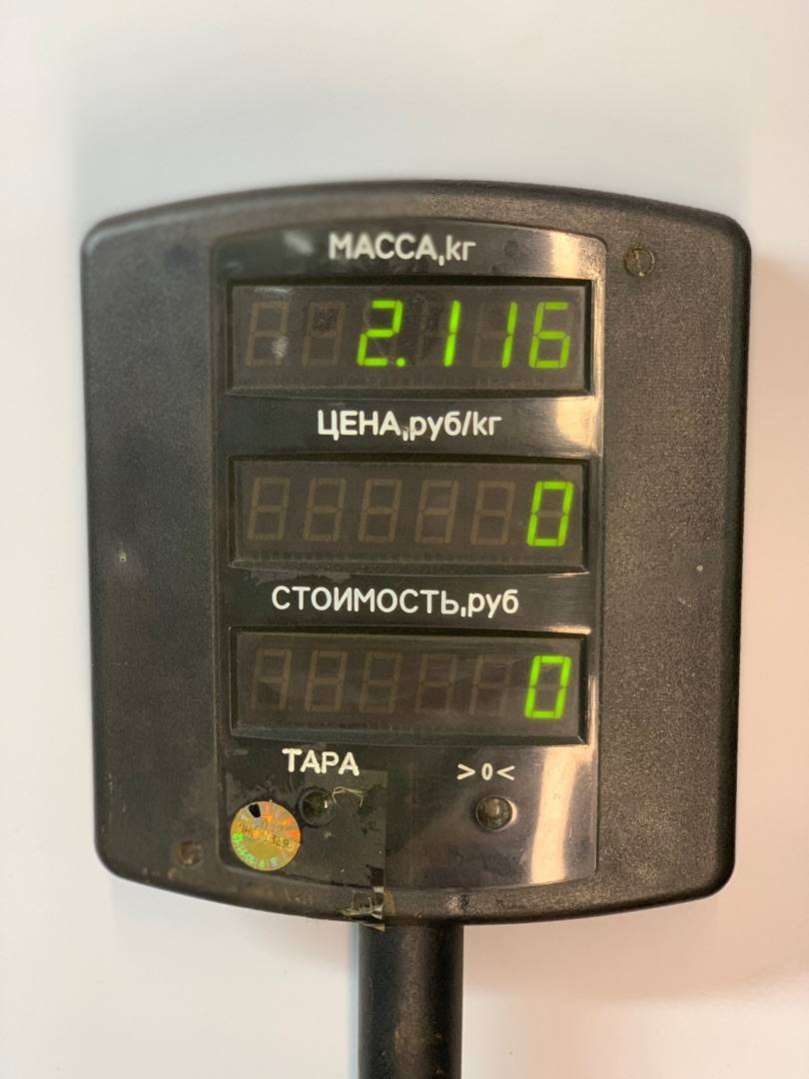 МАССА,кг
2.116
ЦЕНА,руб/кг
0
СТОИМОСТЬ,руб
0
ТАРА >0<